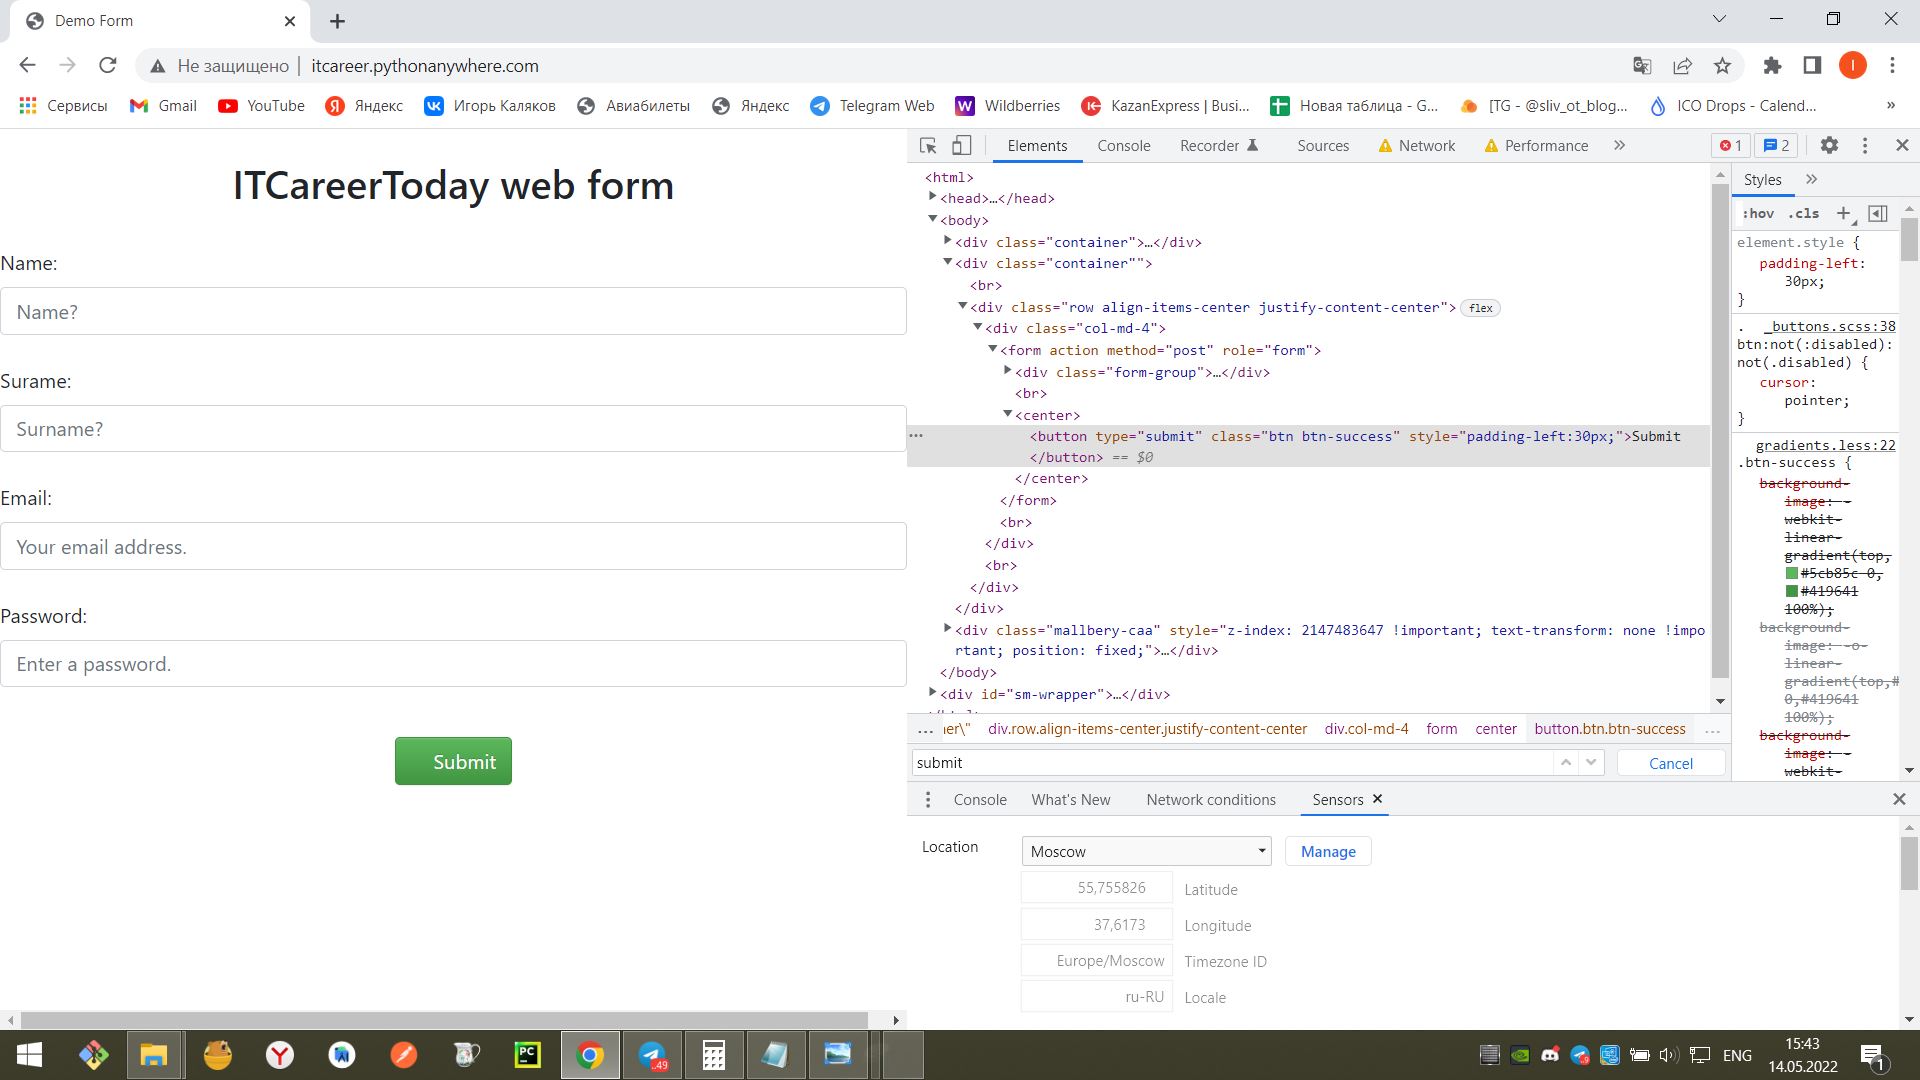 Demo Form
Не защищено | itcareer.pythonanywhere.com
Сервисы Gmail YouTube Яндекс Игорь Каляков Авиабилеты Яндекс Telegram Web Wildberries KazanExpress | Busi... Новая таблица - G... [TG - @sliv_ot_blog... ICO Drops - Calend... »
ITCareerToday web form
Name:
Name?
Surame:
Surname?
Email:
Your email address.
Password:
Enter a password.
Submit
Elements Console Recorder Sources Network Performance » 1 2
<html>
<head>…</head>
<body>
<div class="container">…</div>
<div class="container"">
<br>
<div class="row align-items-center justify-content-center"> flex
<div class="col-md-4">
<form action method="post" role="form">
<div class="form-group">…</div>
<br>
<center>
<button type="submit" class="btn btn-success" style="padding-left:30px;">Submit
</button> == $0
</center>
</form>
<br>
</div>
<br>
</div>
</div>
<div class="mallbery-caa" style="z-index: 2147483647 !important; text-transform: none !impo
rtant; position: fixed;">…</div>
</body>
<div id="sm-wrapper">…</div>
... ner\" div.row.align-items-center.justify-content-center div.col-md-4 form center button.btn.btn-success ...
submit Cancel
Styles »
:hov .cls +
element.style {
padding-left:
30px;
}
. _buttons.scss:38
btn:not(:disabled):
not(.disabled) {
cursor:
pointer;
}
gradients.less:22
.btn-success {
background-
image: -
webkit-
linear-
gradient(top,
#5cb85c 0,
#419641
100%);
background-
image: -o-
linear-
gradient(top,#
0,#419641
100%);
background-
image: -
webkit-
Console What's New Network conditions Sensors
Location Moscow Manage
55,755826 Latitude
37,6173 Longitude
Europe/Moscow Timezone ID
ru-RU Locale
PC
49
9
ENG
15:43
14.05.2022
1